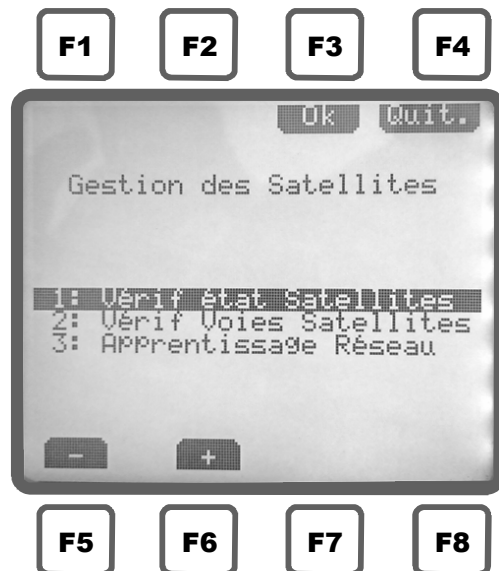 F1 F2 F3 F4
Ok Quit.
Gestion des Satellites
1: Vérif état Satellites
2: Vérif Voies Satellites
3: Apprentissage Réseau
- +
F5 F6 F7 F8